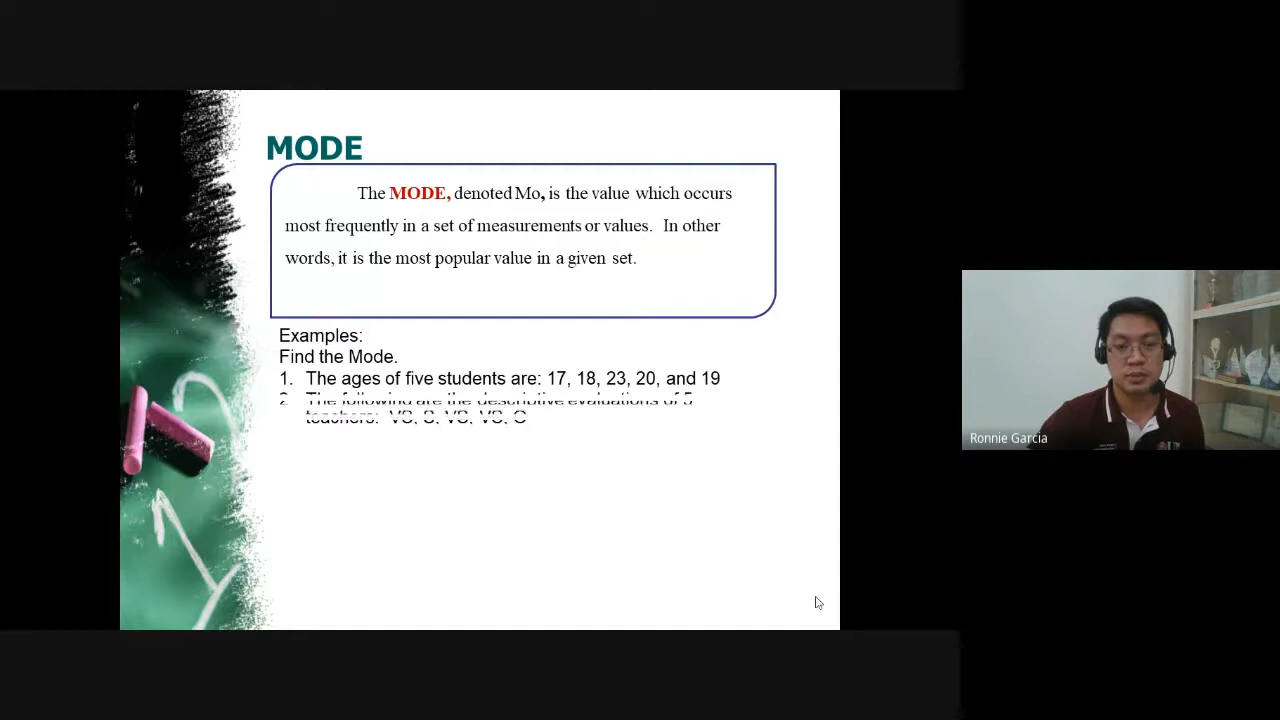 MODE
The MODE, denoted Mo, is the value which occurs
most frequently in a set of measurements or values. In other
words, it is the most popular value in a given set.
Examples:
Find the Mode.
1. The ages of five students are: 17, 18, 23, 20, and 19
2. The following are the descriptive evaluations of 5
teachers: VS, S, VS, VS, O
Ronnie Garcia